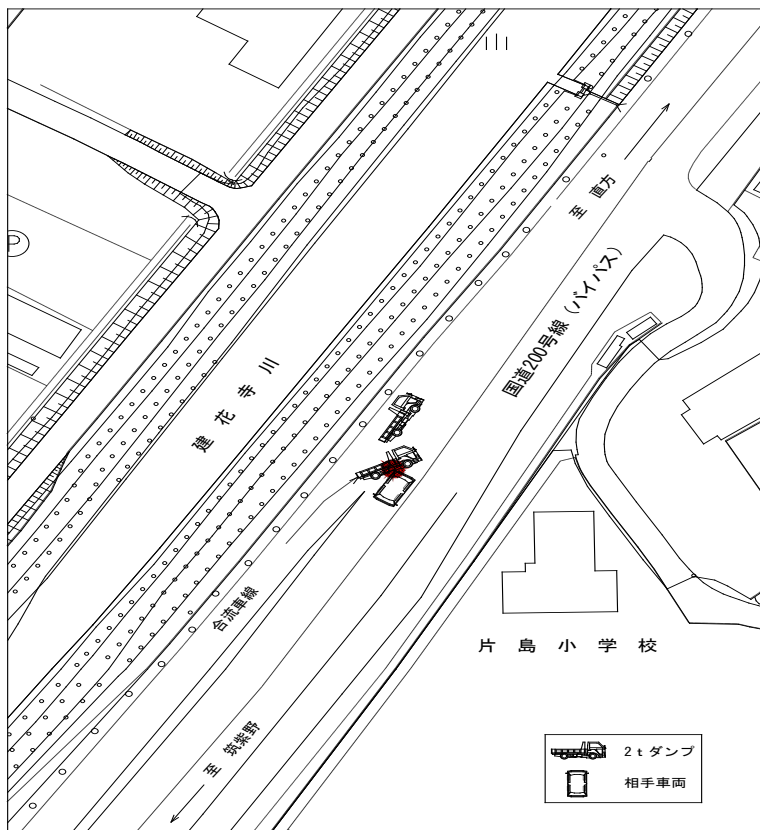 川
P
至 直方
国道200号線(バイパス)
建花寺川
合流車線
片島小学校
至 筑紫野
2tダンプ
相手車両